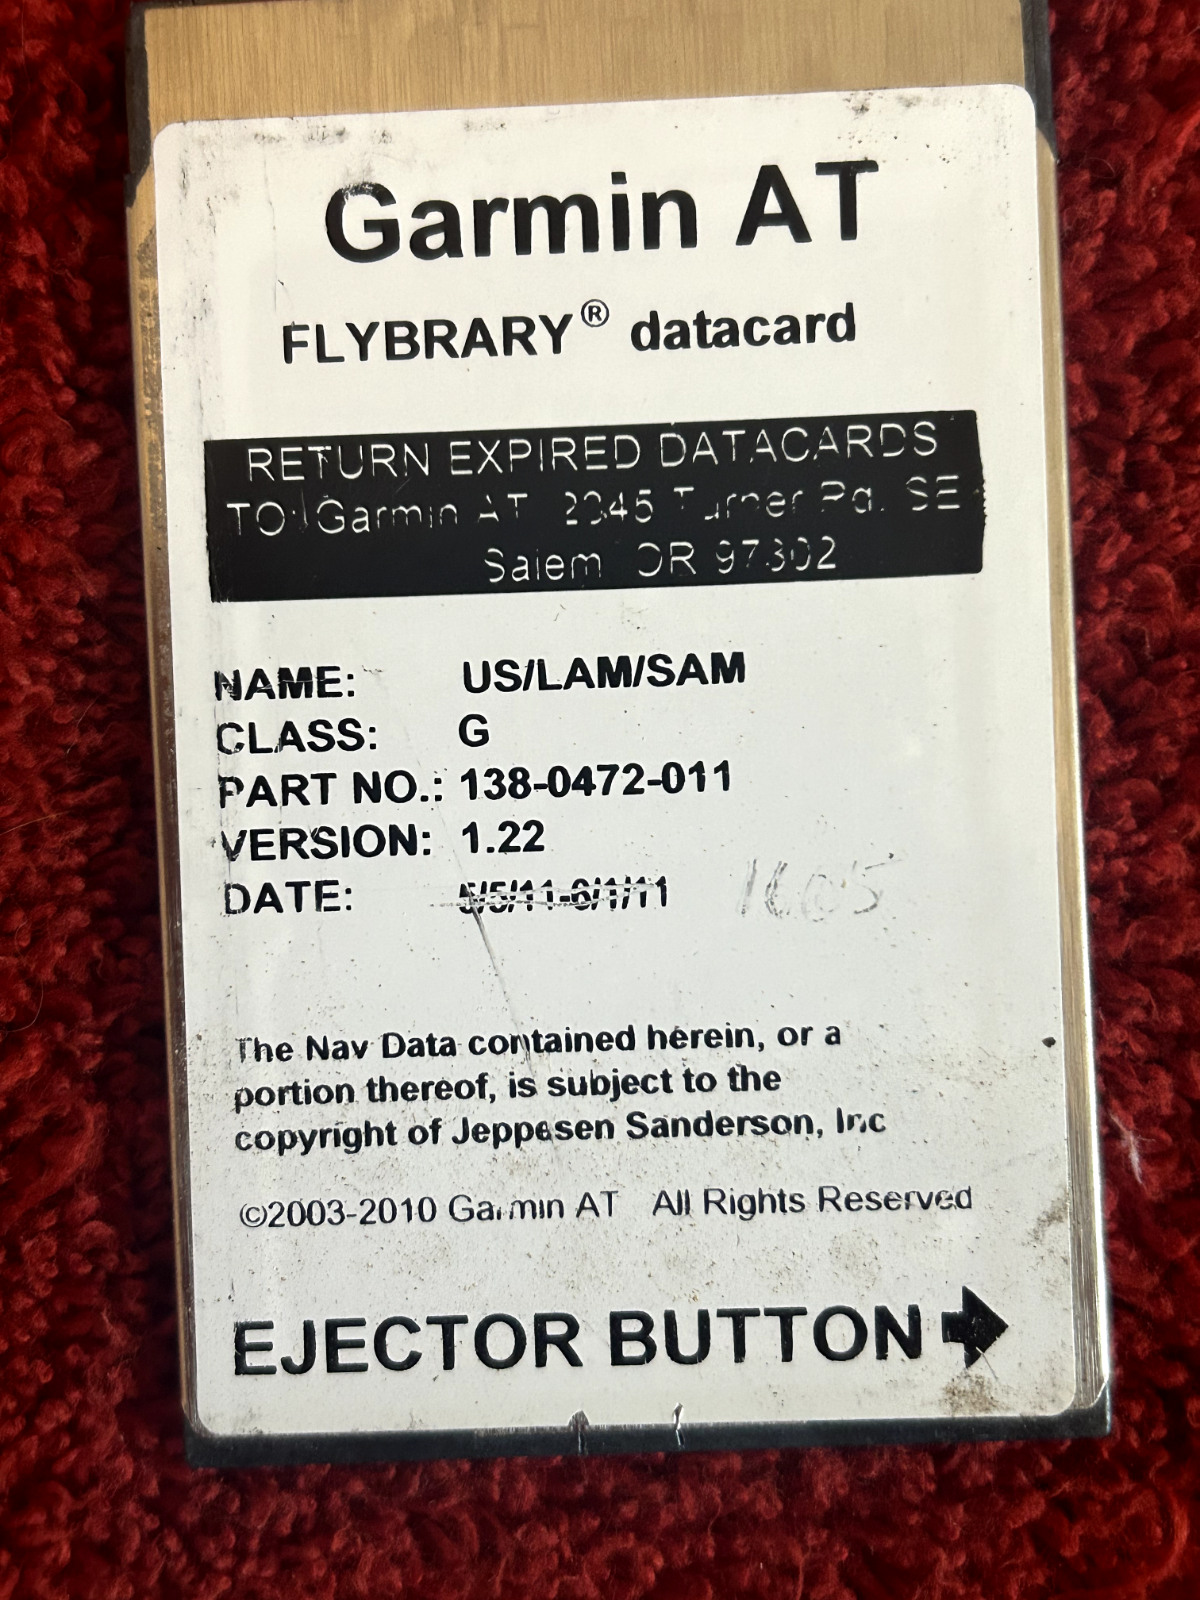 Garmin AT
FLYBRARY® datacard
RETURN EXPIRED DATACARDS
TO: Garmin AT 2345 Turner Rd. SE
Salem OR 97302
NAME: US/LAM/SAM
CLASS: G
PART NO.: 138-0472-011
VERSION: 1.22
DATE: 5/5/11-6/1/11 1605
The Nav Data contained herein, or a
portion thereof, is subject to the
copyright of Jeppesen Sanderson, Inc
©2003-2010 Garmin AT All Rights Reserved
EJECTOR BUTTON